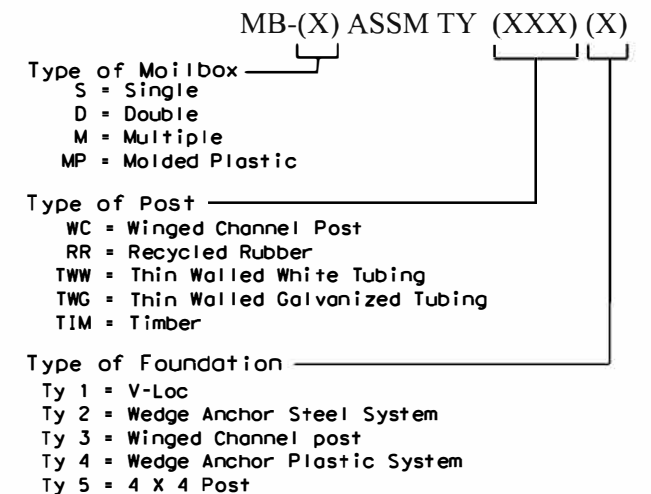 MB-(X) ASSM TY (XXX) (X)
Type of Mailbox
S = Single
D = Double
M = Multiple
MP = Molded Plastic
Type of Post
WC = Winged Channel Post
RR = Recycled Rubber
TWW = Thin Walled White Tubing
TWG = Thin Walled Galvanized Tubing
TIM = Timber
Type of Foundation
Ty 1 = V-Loc
Ty 2 = Wedge Anchor Steel System
Ty 3 = Winged Channel post
Ty 4 = Wedge Anchor Plastic System
Ty 5 = 4 X 4 Post